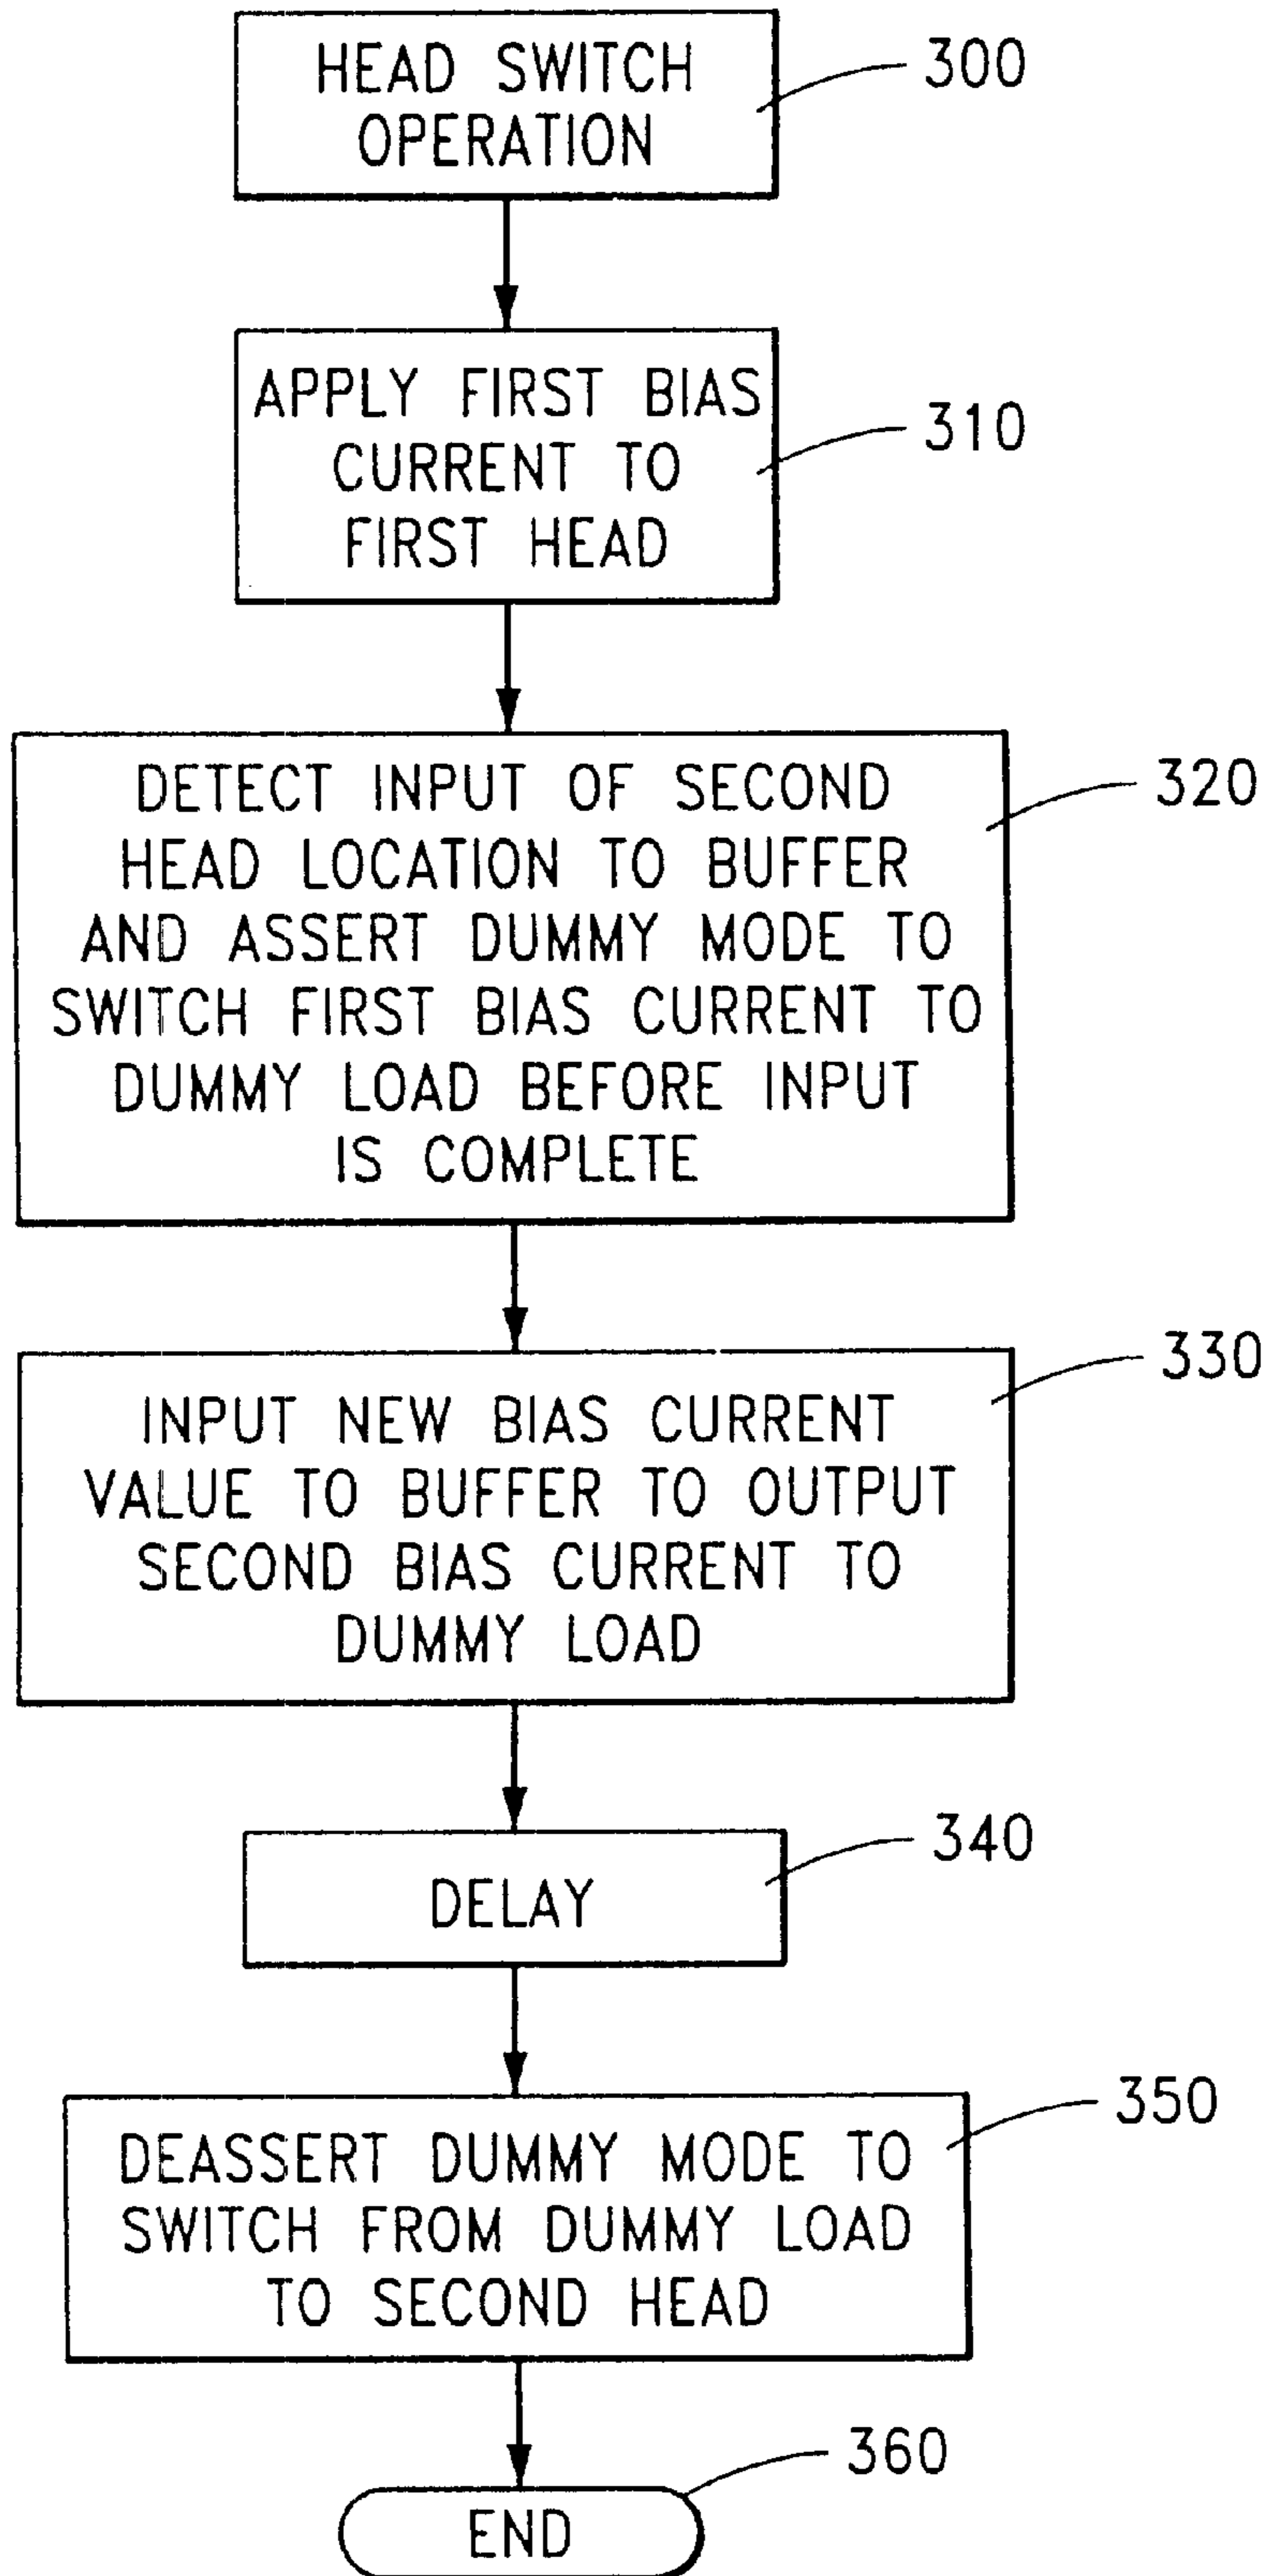 HEAD SWITCH
OPERATION
300
APPLY FIRST BIAS
CURRENT TO
FIRST HEAD
310
DETECT INPUT OF SECOND
HEAD LOCATION TO BUFFER
AND ASSERT DUMMY MODE TO
SWITCH FIRST BIAS CURRENT TO
DUMMY LOAD BEFORE INPUT
IS COMPLETE
320
INPUT NEW BIAS CURRENT
VALUE TO BUFFER TO OUTPUT
SECOND BIAS CURRENT TO
DUMMY LOAD
330
DELAY
340
DEASSERT DUMMY MODE TO
SWITCH FROM DUMMY LOAD
TO SECOND HEAD
350
END
360